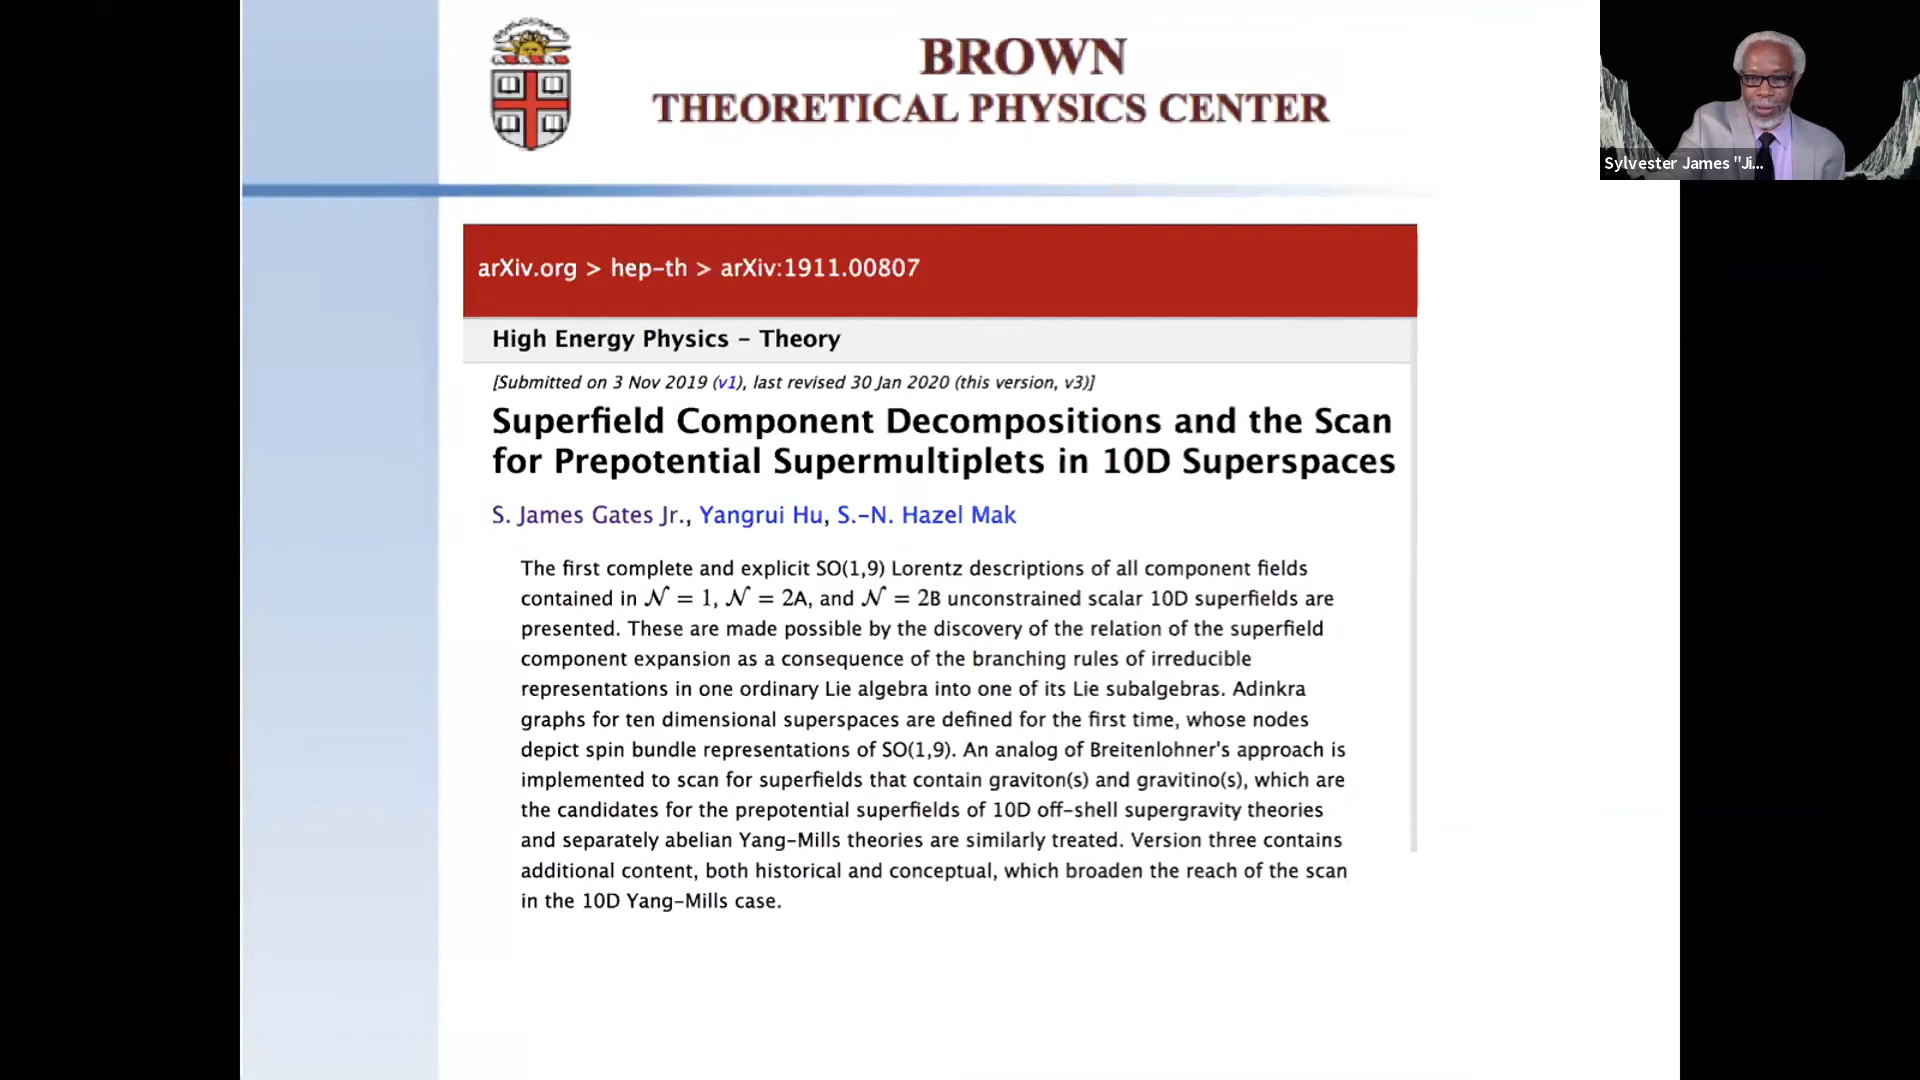 BROWN
THEORETICAL PHYSICS CENTER
Sylvester James "Ji...
arXiv.org > hep-th > arXiv:1911.00807
High Energy Physics – Theory
[Submitted on 3 Nov 2019 (v1), last revised 30 Jan 2020 (this version, v3)]
Superfield Component Decompositions and the Scan
for Prepotential Supermultiplets in 10D Superspaces
S. James Gates Jr., Yangrui Hu, S.-N. Hazel Mak
The first complete and explicit SO(1,9) Lorentz descriptions of all component fields
contained in 𝒩 = 1, 𝒩 = 2A, and 𝒩 = 2B unconstrained scalar 10D superfields are
presented. These are made possible by the discovery of the relation of the superfield
component expansion as a consequence of the branching rules of irreducible
representations in one ordinary Lie algebra into one of its Lie subalgebras. Adinkra
graphs for ten dimensional superspaces are defined for the first time, whose nodes
depict spin bundle representations of SO(1,9). An analog of Breitenlohner's approach is
implemented to scan for superfields that contain graviton(s) and gravitino(s), which are
the candidates for the prepotential superfields of 10D off-shell supergravity theories
and separately abelian Yang-Mills theories are similarly treated. Version three contains
additional content, both historical and conceptual, which broaden the reach of the scan
in the 10D Yang-Mills case.